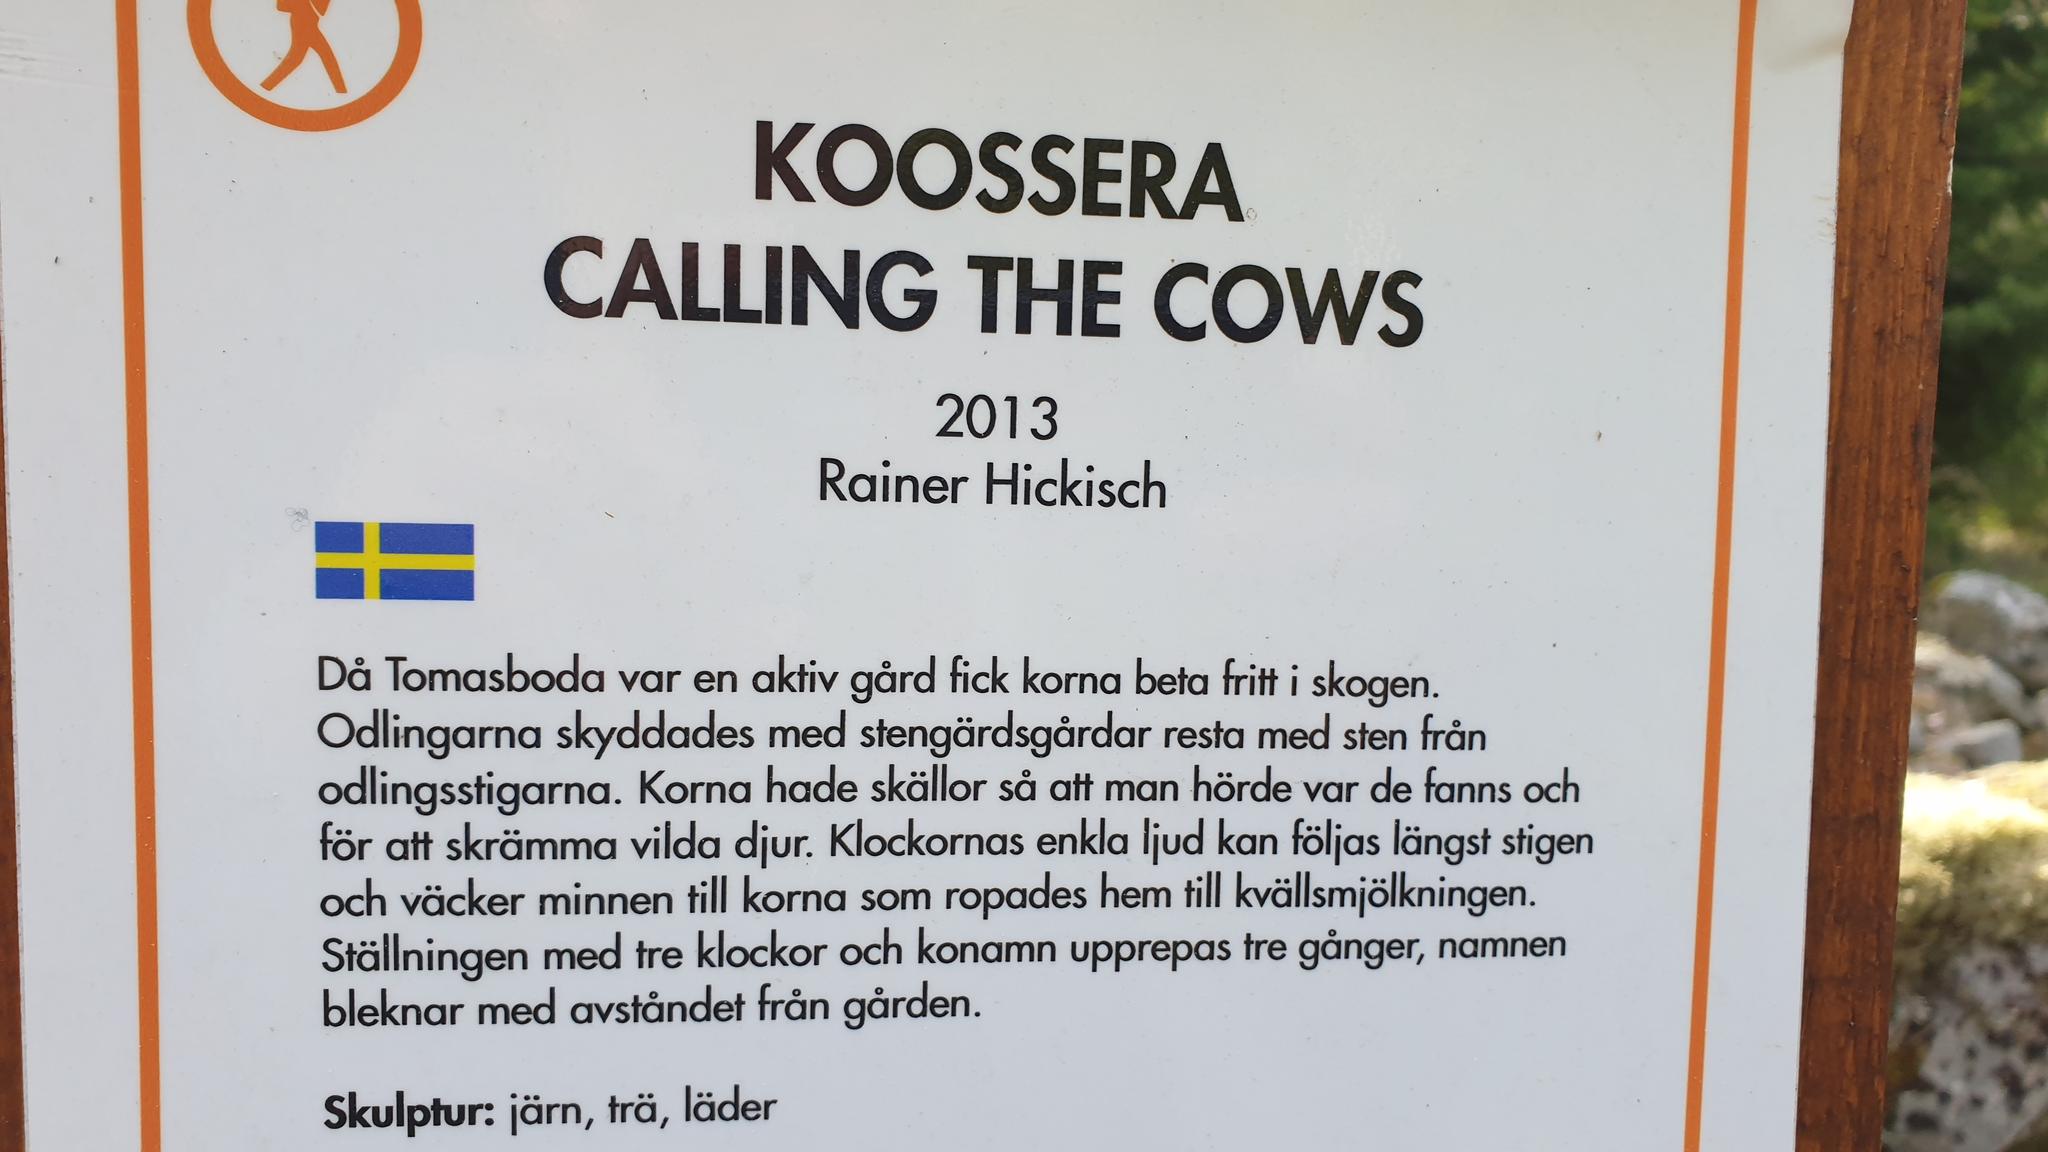 KOOSSERA
CALLING THE COWS
2013
Rainer Hickisch
Då Tomasboda var en aktiv gård fick korna beta fritt i skogen.
Odlingarna skyddades med stengärdsgårdar resta med sten från
odlingsstigarna. Korna hade skällor så att man hörde var de fanns och
för att skrämma vilda djur. Klockornas enkla ljud kan följas längst stigen
och väcker minnen till korna som ropades hem till kvällsmjölkningen.
Ställningen med tre klockor och konamn upprepas tre gånger, namnen
bleknar med avståndet från gården.
Skulptur: järn, trä, läder